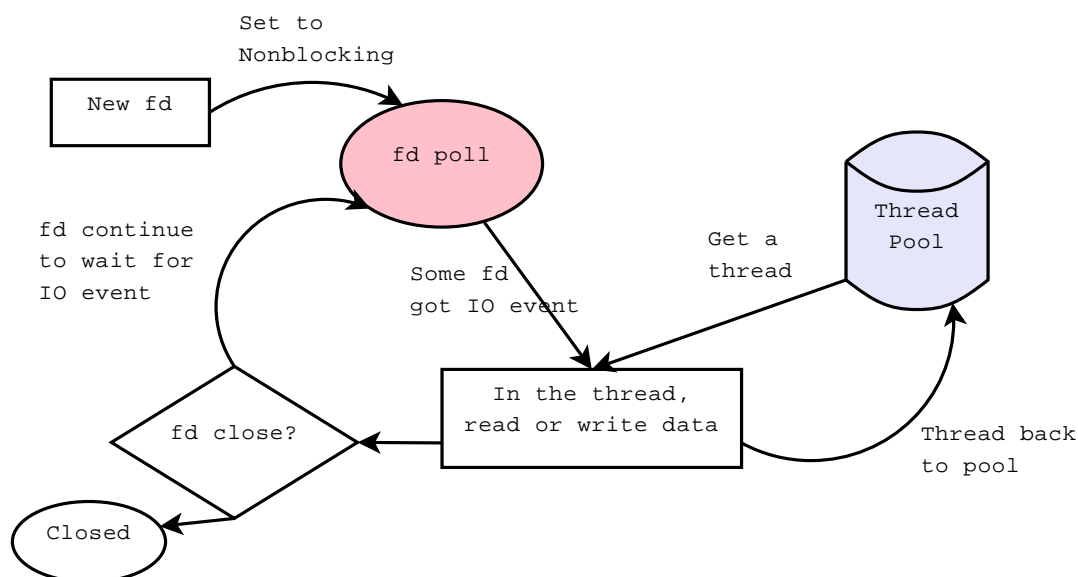 Set to
Nonblocking
New fd
fd poll
Thread
Pool
fd continue
to wait for
IO event
Get a
thread
Some fd
got IO event
In the thread,
read or write data
fd close?
Thread back
to pool
Closed